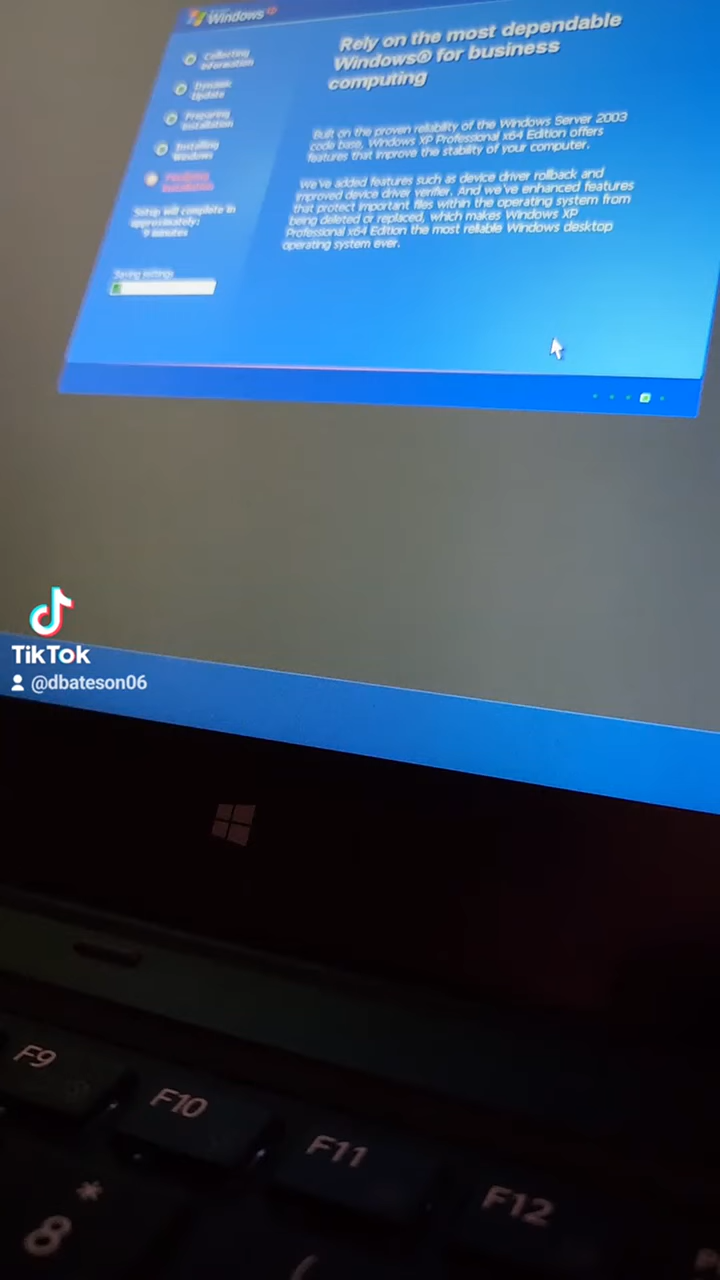 Windows xp
Collecting
Information
Dynamic
Update
Preparing
Installation
Installing
Windows
Finalizing
Installation
Setup will complete in
approximately:
9 minutes
Saving settings
Rely on the most dependable
Windows® for business
computing
Built on the proven reliability of the Windows Server 2003
code base, Windows XP Professional x64 Edition offers
features that improve the stability of your computer.
We've added features such as device driver rollback and
improved device driver verifier. And we've enhanced features
that protect important files within the operating system from
being deleted or replaced, which makes Windows XP
Professional x64 Edition the most reliable Windows desktop
operating system ever.
TikTok
@dbateson06
F9
F10
F11
F12
*
8
(